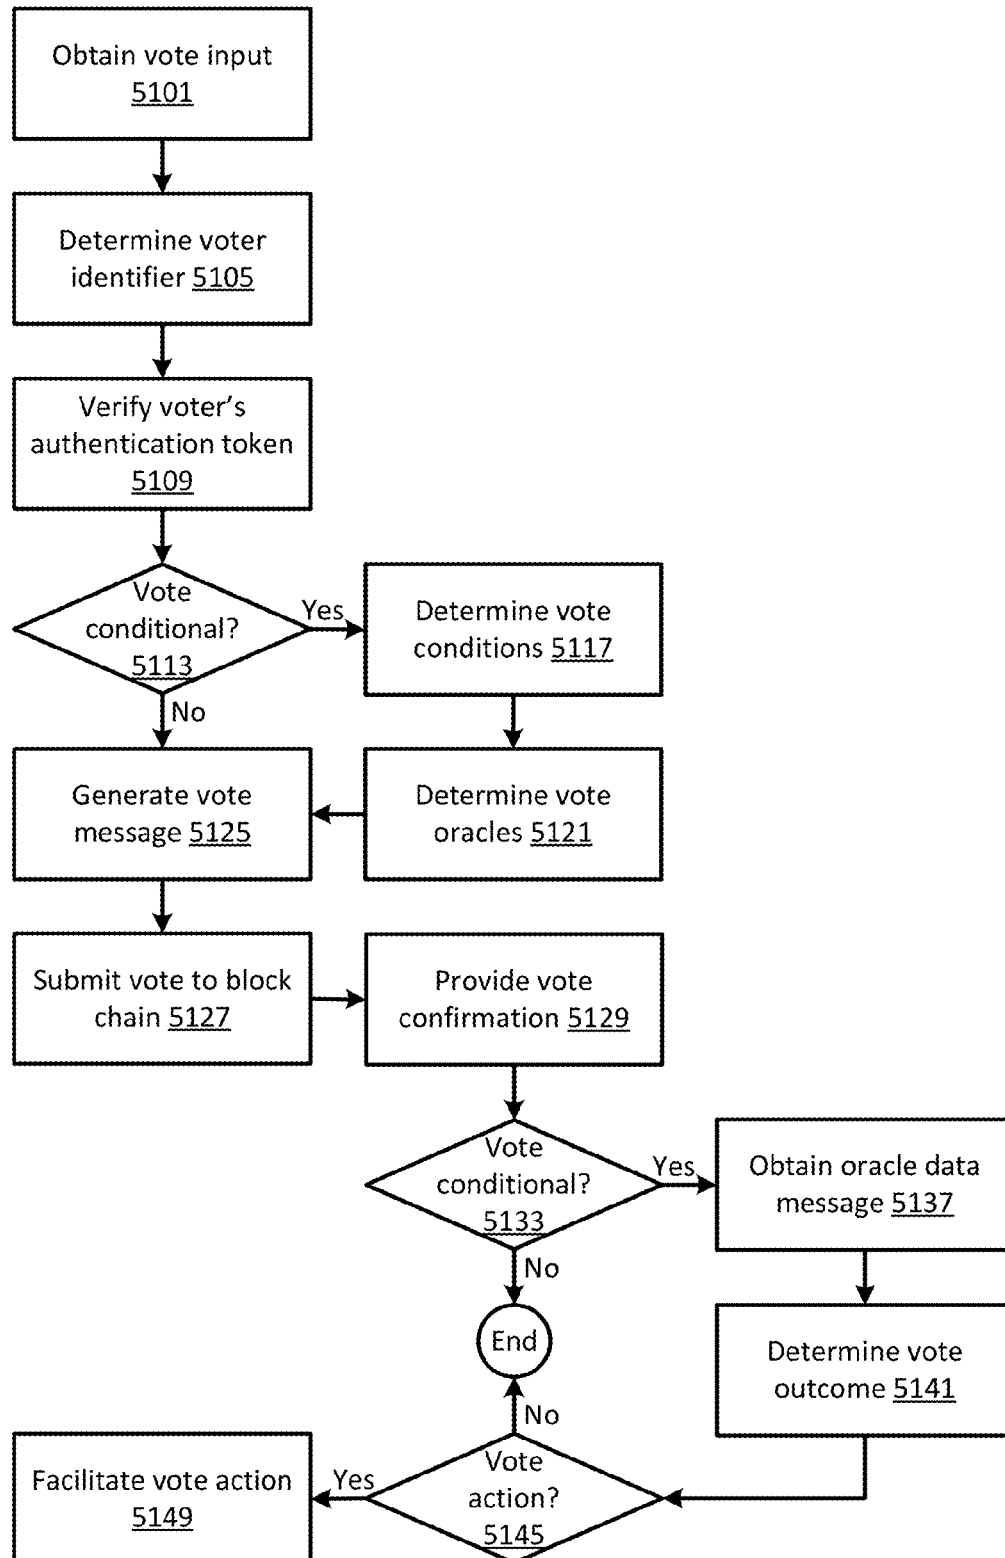 Obtain vote input
5101
Determine voter
identifier 5105
Verify voter's
authentication token
5109
Vote
conditional?
5113
Yes
No
Determine vote
conditions 5117
Determine vote
oracles 5121
Generate vote
message 5125
Submit vote to block
chain 5127
Provide vote
confirmation 5129
Vote
conditional?
5133
Yes
No
Obtain oracle data
message 5137
Determine vote
outcome 5141
End
No
Vote
action?
5145
Yes
Facilitate vote action
5149